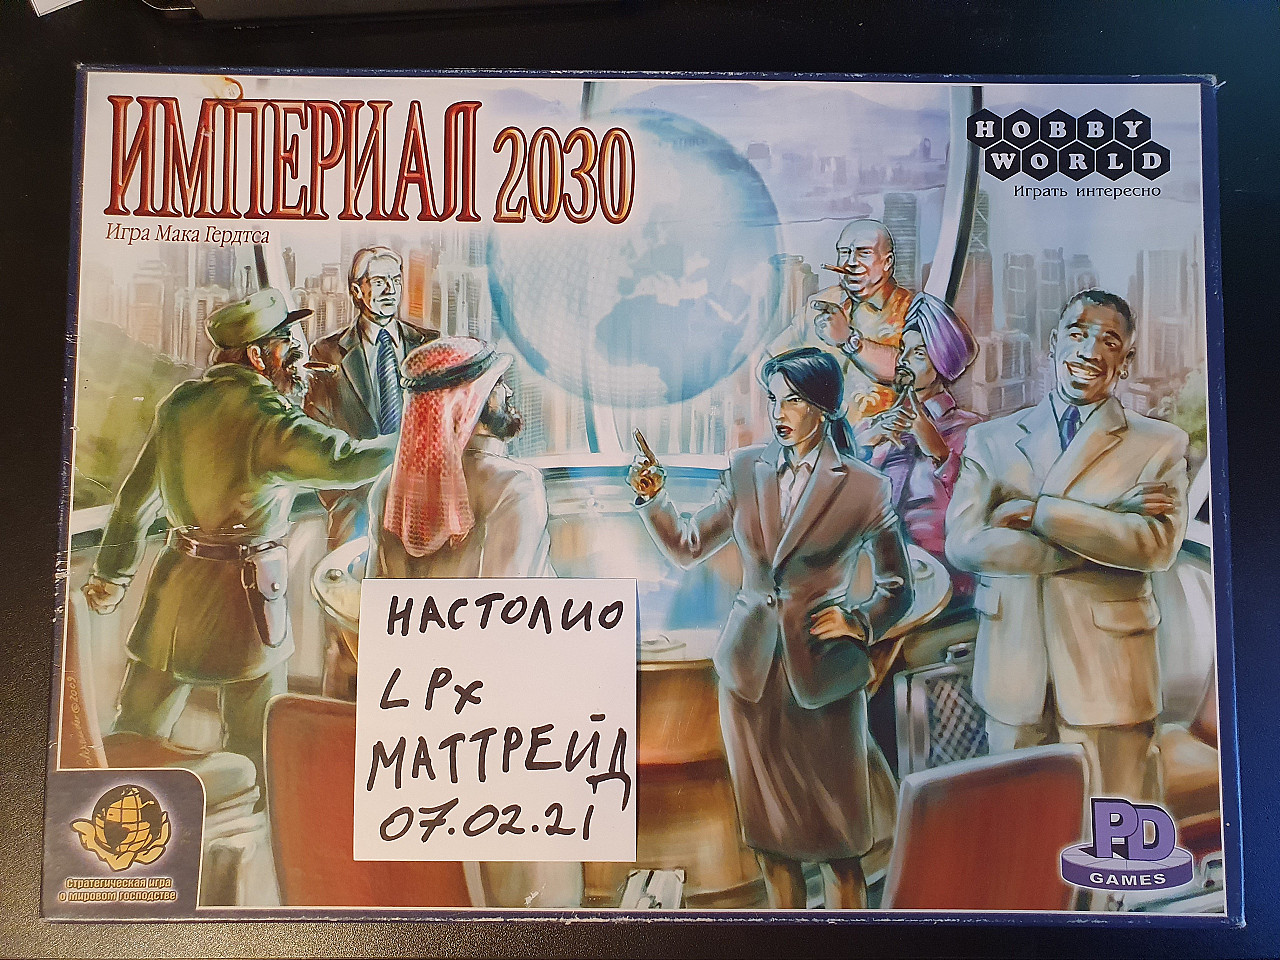 ИМПЕРИАЛ 2030
Игра Мака Гердтса
HOBBY
WORLD
Играть интересно
НАСТОЛИО
LPx
МАТТРЕЙД
07.02.21
Стратегическая игра
о мировом господстве
PD
GAMES